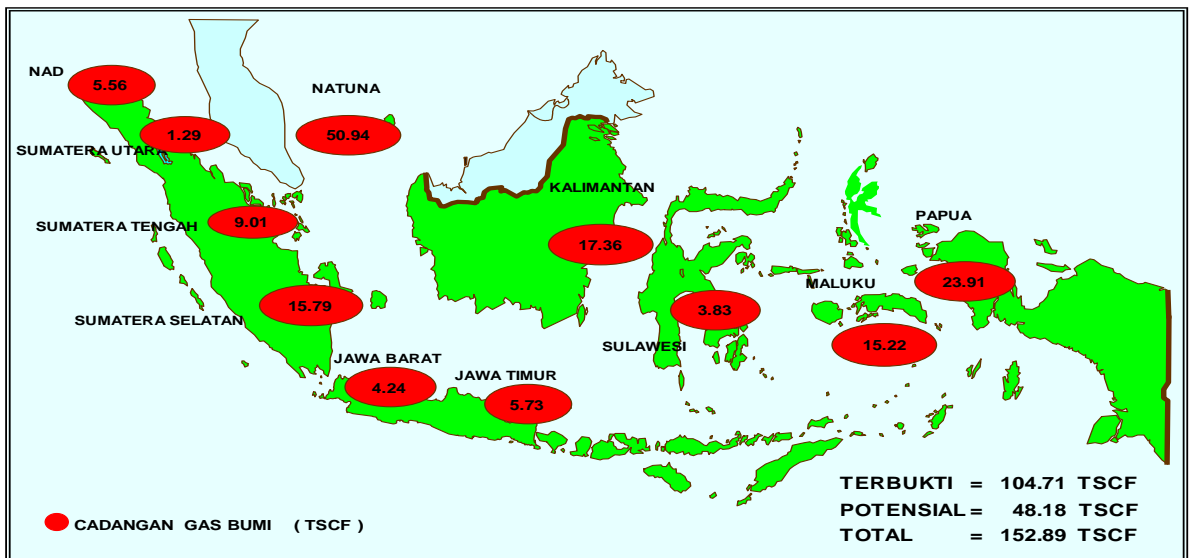 NAD
5.56
NATUNA
1.29
50.94
SUMATERA UTARA
KALIMANTAN
9.01
SUMATERA TENGAH
PAPUA
17.36
23.91
MALUKU
15.79
3.83
SUMATERA SELATAN
SULAWESI
15.22
JAWA BARAT
4.24
JAWA TIMUR
5.73
TERBUKTI = 104.71 TSCF
POTENSIAL = 48.18 TSCF
TOTAL = 152.89 TSCF
CADANGAN GAS BUMI ( TSCF )